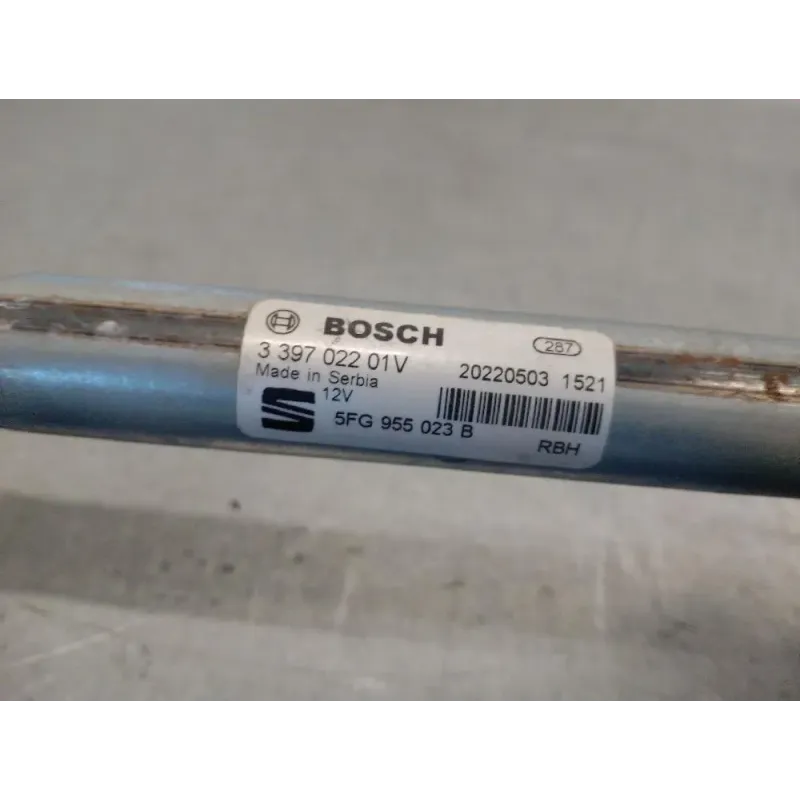 BOSCH
287
3 397 022 01V
20220503 1521
Made in Serbia
12V
5FG 955 023 B
RBH